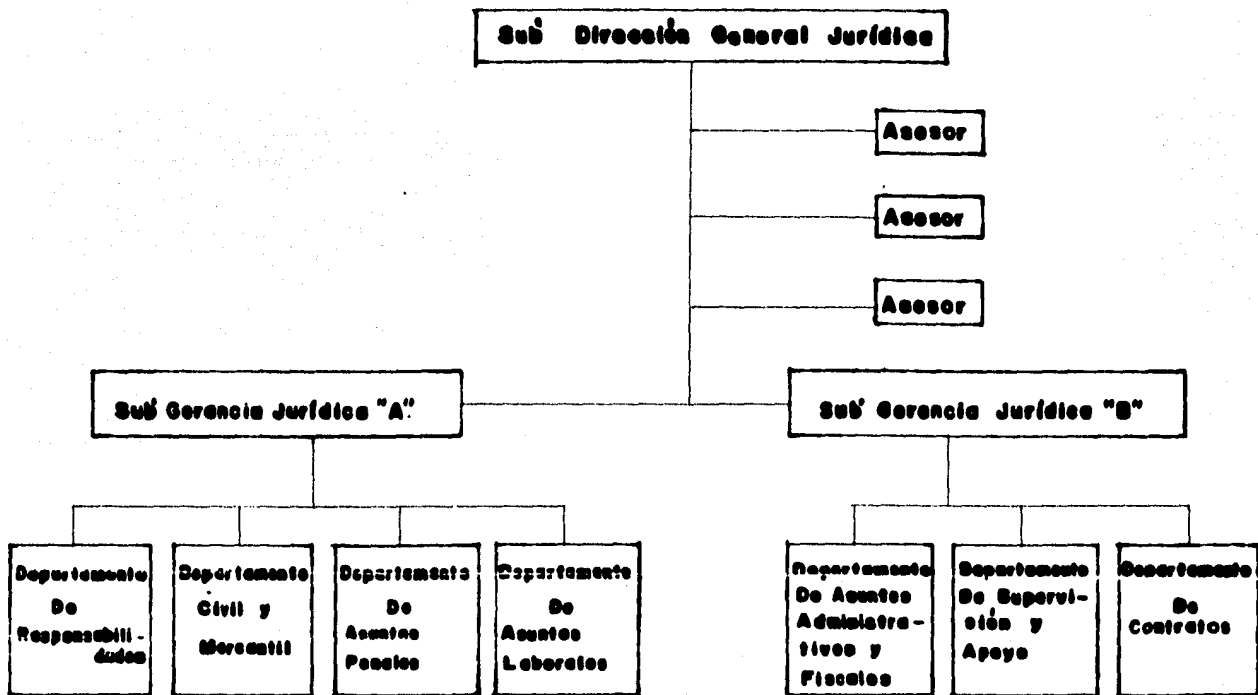 Sub' Dirección General Jurídica
Asesor
Asesor
Asesor
Sub' Gerencia Jurídica "A".
Sub' Gerencia Jurídica "B"
Departamento
De
Responsabili-
dades
Departamento
Civil y
Mercantil
Departamento
De
Asuntos
Penales
Departamento
De
Asuntos
Laborales
Departamento
De Asuntos
Administra-
tivos y
Fiscales
Departamento
De Supervi-
sión y
Apoyo
Departamento
De
Contratos